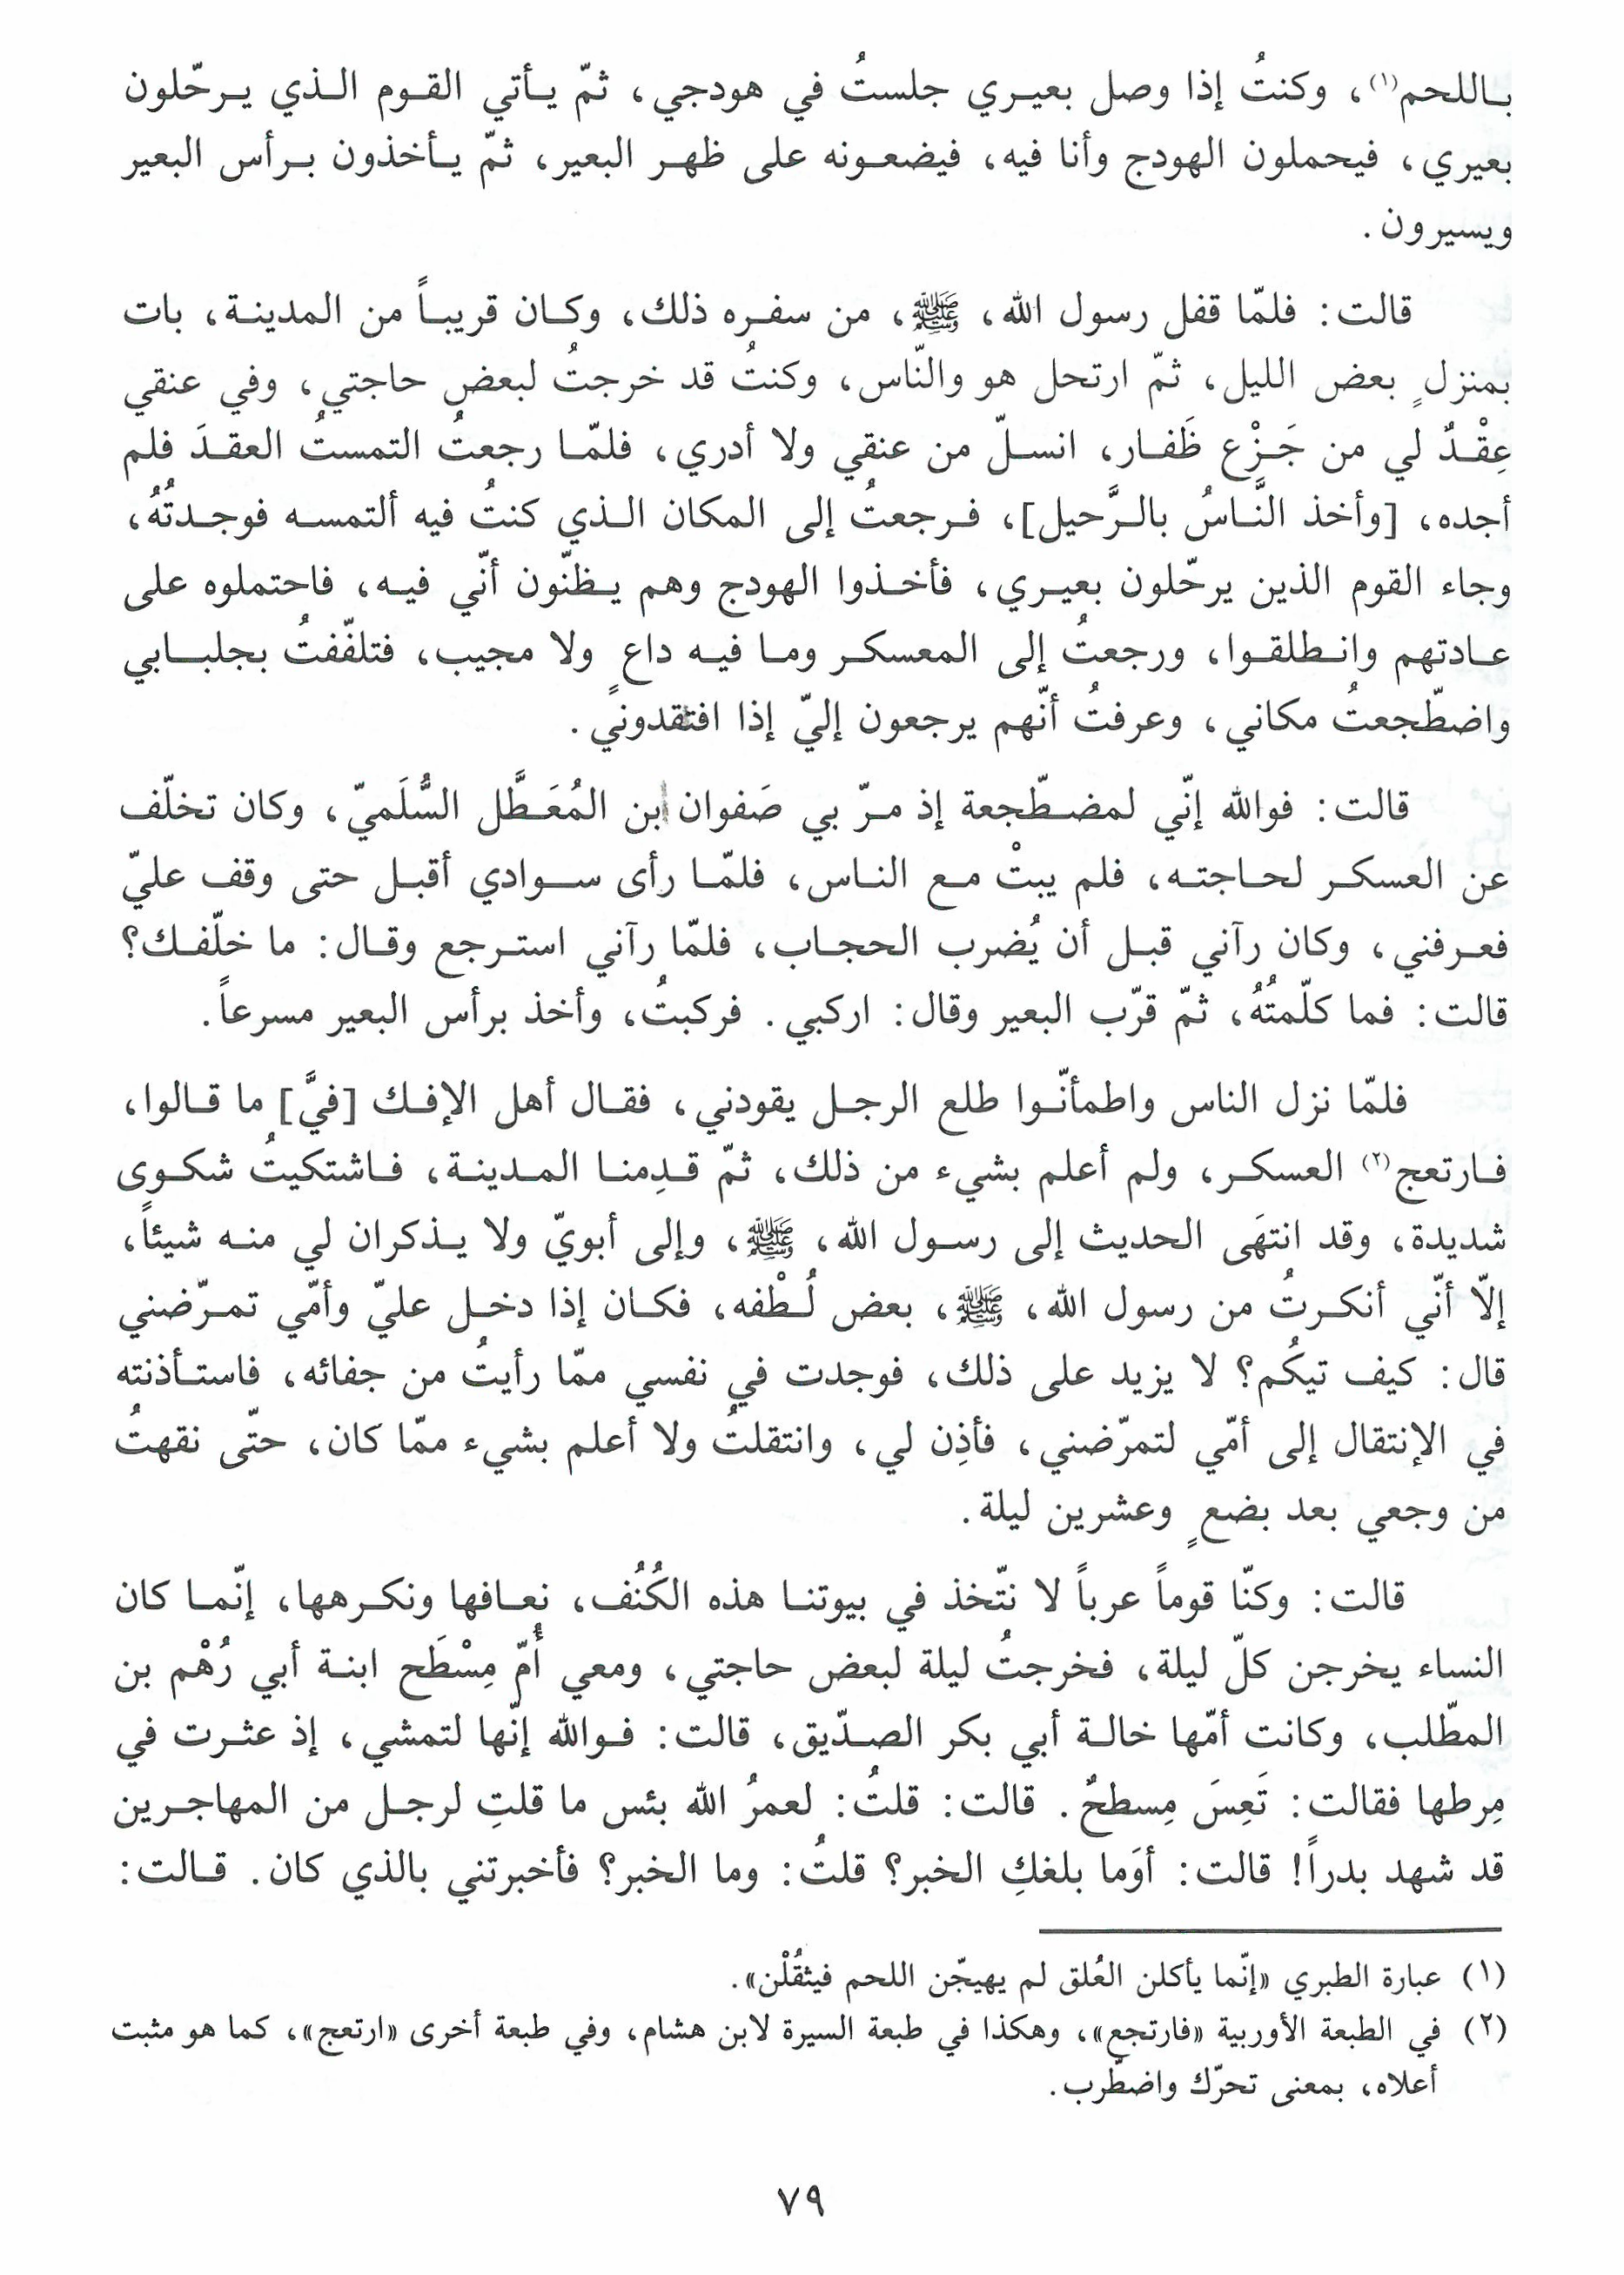 باللحم(١)، وكنتُ إذا وصل بعيري جلستُ في هودجي، ثمّ يأتي القوم الذي يرحّلون
بعيري، فيحملون الهودج وأنا فيه، فيضعونه على ظهر البعير، ثمّ يأخذون برأس البعير
ويسيرون.
قالت: فلمّا قفل رسول الله، ﷺ، من سفره ذلك، وكان قريباً من المدينة، بات
بمنزلٍ بعض الليل، ثمّ ارتحل هو والنّاس، وكنتُ قد خرجتُ لبعض حاجتي، وفي عنقي
عِقْدٌ لي من جَزْع ظَفار، انسلّ من عنقي ولا أدري، فلمّا رجعتُ التمستُ العقدَ فلم
أجده، [وأخذ النَّاسُ بالرَّحيل]، فرجعتُ إلى المكان الذي كنتُ فيه ألتمسه فوجدتُهُ،
وجاء القوم الذين يرحّلون بعيري، فأخذوا الهودج وهم يظنّون أنّي فيه، فاحتملوه على
عادتهم وانطلقوا، ورجعتُ إلى المعسكر وما فيه داعٍ ولا مجيب، فتلفّفتُ بجلبابي
واضطّجعتُ مكاني، وعرفتُ أنّهم يرجعون إليّ إذا افتقدوني.
قالت: فوالله إنّي لمضطّجعة إذ مرّ بي صَفوان ابن المُعَطَّل السُّلَميّ، وكان تخلّف
عن العسكر لحاجته، فلم يبتْ مع الناس، فلمّا رأى سوادي أقبل حتى وقف عليّ
فعرفني، وكان رآني قبل أن يُضرب الحجاب، فلمّا رآني استرجع وقال: ما خلّفك؟
قالت: فما كلّمتُهُ، ثمّ قرّب البعير وقال: اركبي. فركبتُ، وأخذ برأس البعير مسرعاً.
فلمّا نزل الناس واطمأنّوا طلع الرجل يقودني، فقال أهل الإفك [فيَّ] ما قالوا،
فارتعج(٢) العسكر، ولم أعلم بشيء من ذلك، ثمّ قدِمنا المدينة، فاشتكيتُ شكوى
شديدة، وقد انتهَى الحديث إلى رسول الله، ﷺ، وإلى أبويّ ولا يذكران لي منه شيئاً،
إلّا أنّي أنكرتُ من رسول الله، ﷺ، بعض لُطْفه، فكان إذا دخل عليّ وأمّي تمرّضني
قال: كيف تيكُم؟ لا يزيد على ذلك، فوجدت في نفسي ممّا رأيتُ من جفائه، فاستأذنته
في الإنتقال إلى أمّي لتمرّضني، فأذِن لي، وانتقلتُ ولا أعلم بشيء ممّا كان، حتّى نقهتُ
من وجعي بعد بضعٍ وعشرين ليلة.
قالت: وكنّا قوماً عرباً لا نتّخذ في بيوتنا هذه الكُنُف، نعافها ونكرهها، إنّما كان
النساء يخرجن كلّ ليلة، فخرجتُ ليلة لبعض حاجتي، ومعي أُمّ مِسْطَح ابنة أبي رُهْم بن
المطّلب، وكانت أمّها خالة أبي بكر الصدّيق، قالت: فوالله إنّها لتمشي، إذ عثرت في
مِرطها فقالت: تَعِسَ مِسطحٌ. قالت: قلتُ: لعمرُ الله بئس ما قلتِ لرجل من المهاجرين
قد شهد بدراً! قالت: أوَما بلغكِ الخبر؟ قلتُ: وما الخبر؟ فأخبرتني بالذي كان. قالت:
(١) عبارة الطبري «إنّما يأكلن العُلق لم يهيجّن اللحم فيثقُلْن».
(٢) في الطبعة الأوربية «فارتجع»، وهكذا في طبعة السيرة لابن هشام، وفي طبعة أخرى «ارتعج»، كما هو مثبت
أعلاه، بمعنى تحرّك واضطّرب.
٧٩